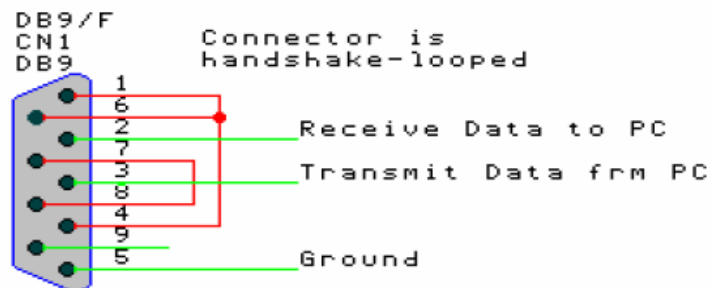 DB9/F
CN1
DB9
Connector is
handshake-looped
1
6
2
Receive Data to PC
7
3
Transmit Data frm PC
8
4
9
5
Ground